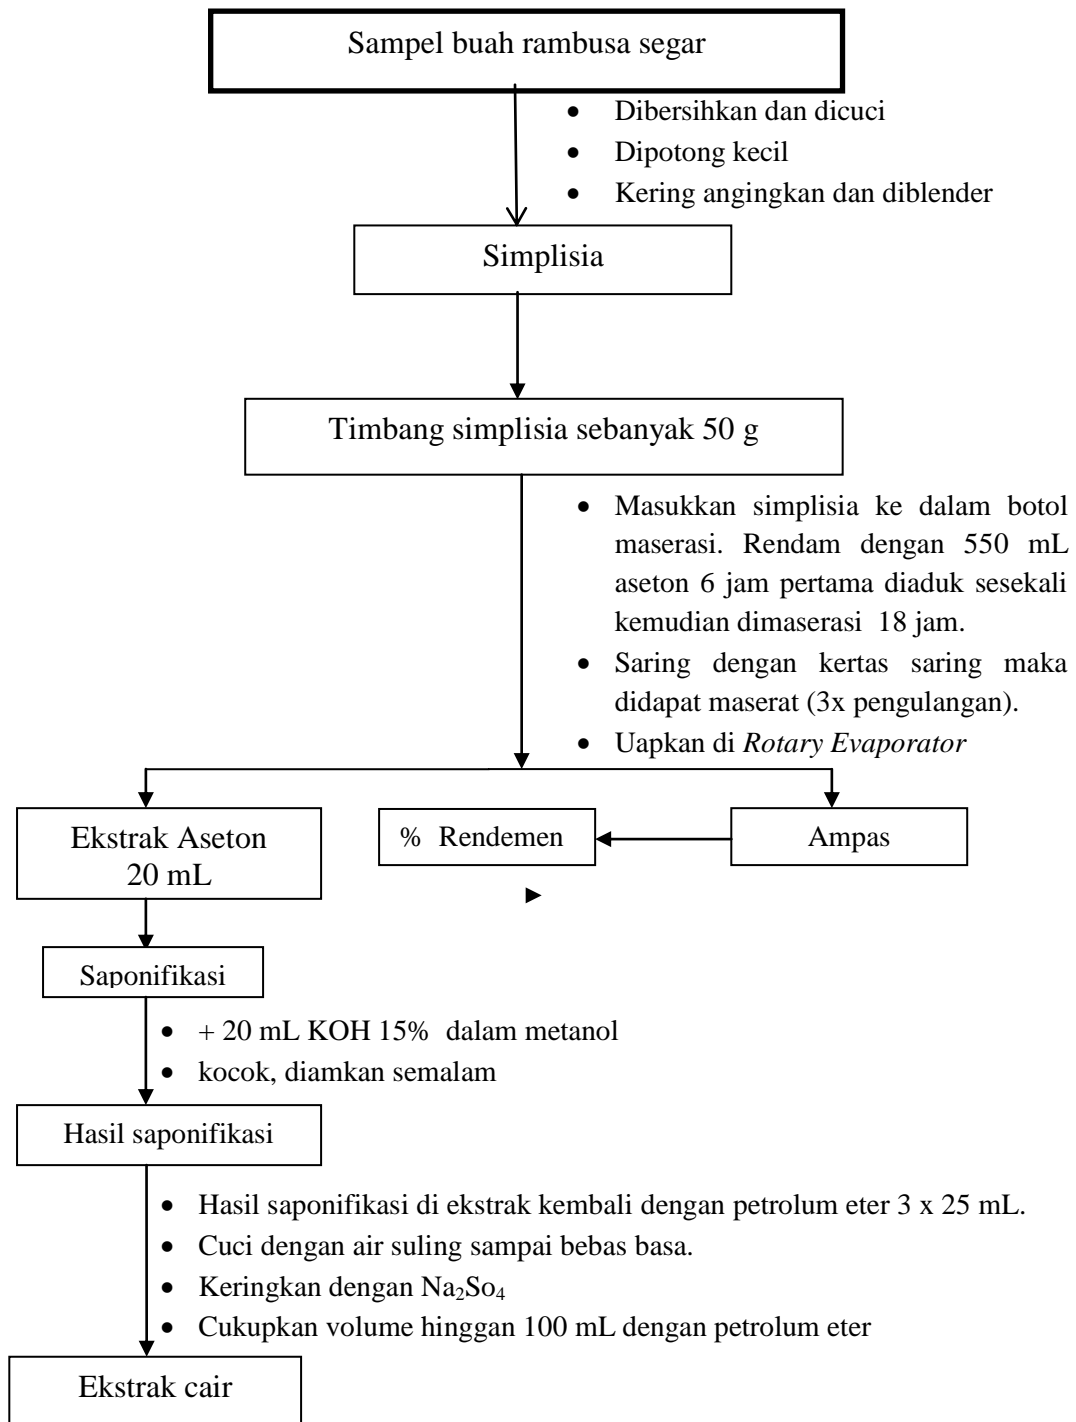 Sampel buah rambusa segar
• Dibersihkan dan dicuci
• Dipotong kecil
• Kering angingkan dan diblender
Simplisia
Timbang simplisia sebanyak 50 g
• Masukkan simplisia ke dalam botol
maserasi. Rendam dengan 550 mL
aseton 6 jam pertama diaduk sesekali
kemudian dimaserasi 18 jam.
• Saring dengan kertas saring maka
didapat maserat (3x pengulangan).
• Uapkan di Rotary Evaporator
Ekstrak Aseton
20 mL
% Rendemen
Ampas
Saponifikasi
• + 20 mL KOH 15% dalam metanol
• kocok, diamkan semalam
Hasil saponifikasi
• Hasil saponifikasi di ekstrak kembali dengan petrolum eter 3 x 25 mL.
• Cuci dengan air suling sampai bebas basa.
• Keringkan dengan Na₂So₄
• Cukupkan volume hinggan 100 mL dengan petrolum eter
Ekstrak cair